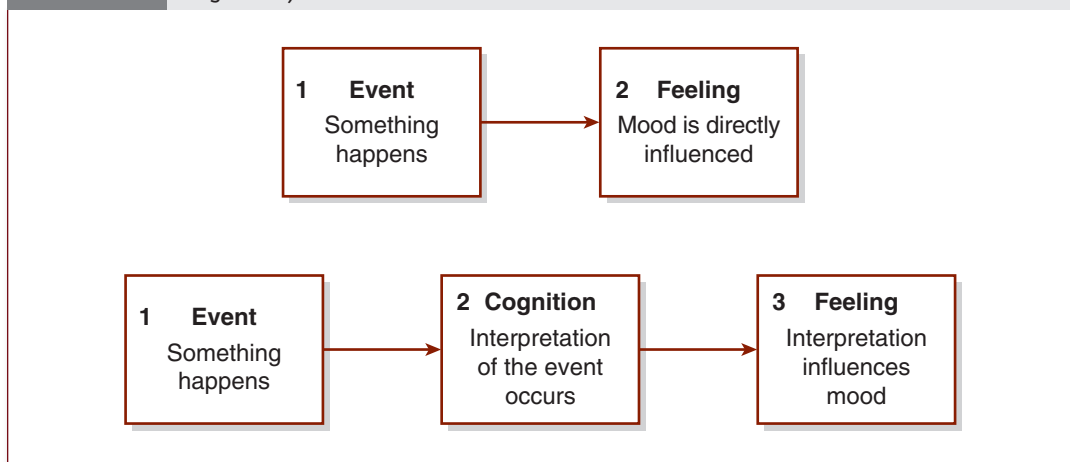 1 Event
Something
happens
2 Feeling
Mood is directly
influenced
1 Event
Something
happens
2 Cognition
Interpretation
of the event
occurs
3 Feeling
Interpretation
influences
mood